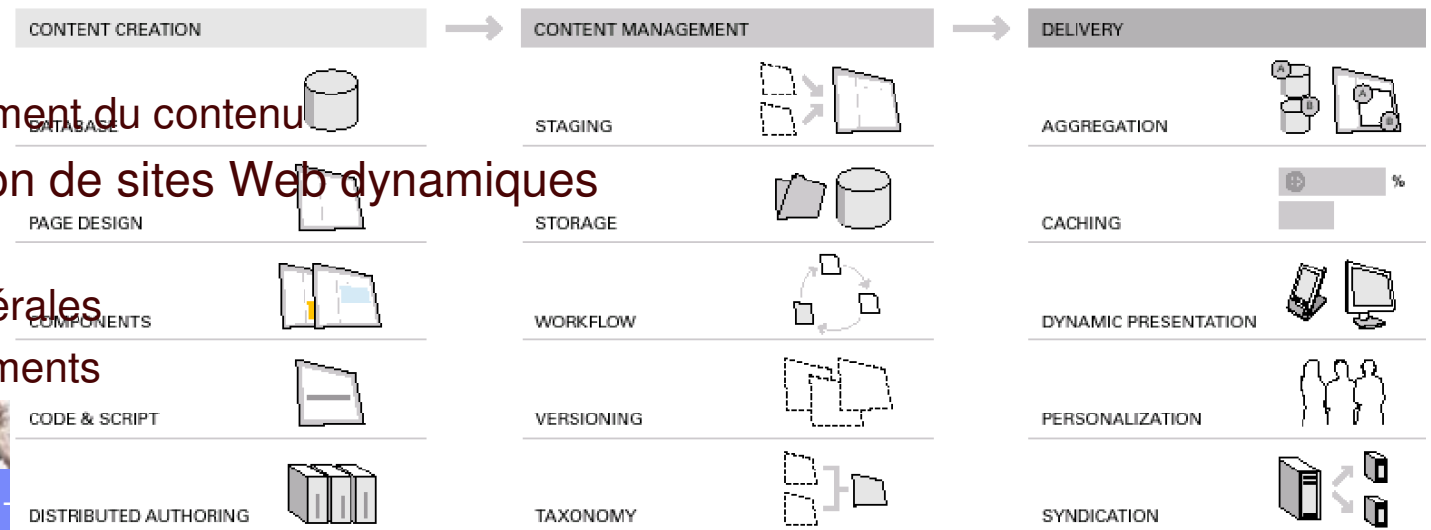 CONTENT CREATION
CONTENT MANAGEMENT
DELIVERY
ment du contenu
DATABASE
STAGING
AGGREGATION
A
B
A
B
on de sites Web dynamiques
PAGE DESIGN
STORAGE
CACHING
%
érales
COMPONENTS
WORKFLOW
DYNAMIC PRESENTATION
ments
CODE & SCRIPT
VERSIONING
PERSONALIZATION
DISTRIBUTED AUTHORING
TAXONOMY
SYNDICATION